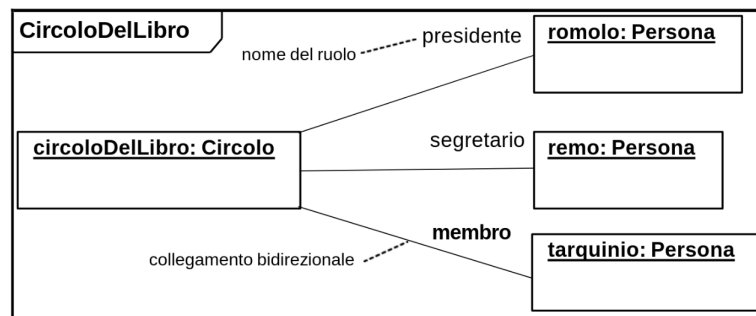 CircoloDelLibro
nome del ruolo
presidente
romolo: Persona
circoloDelLibro: Circolo
segretario
remo: Persona
membro
collegamento bidirezionale
tarquinio: Persona